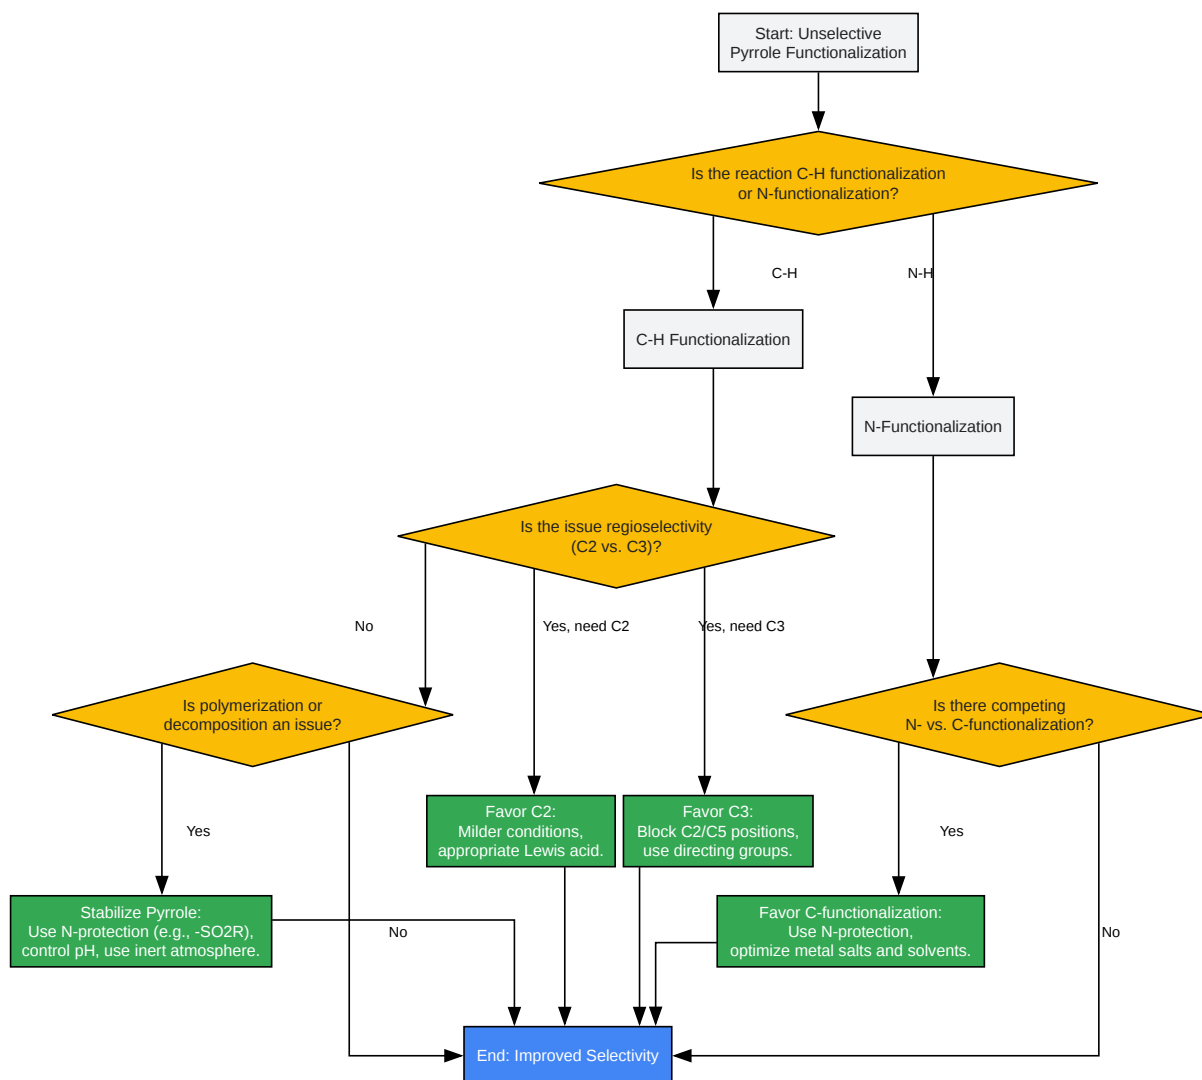 Start: Unselective
Pyrrole Functionalization
Is the reaction C-H functionalization
or N-functionalization?
C-H
N-H
C-H Functionalization
N-Functionalization
Is the issue regioselectivity
(C2 vs. C3)?
No
Yes, need C2
Yes, need C3
Is polymerization or
decomposition an issue?
Is there competing
N- vs. C-functionalization?
Yes
Favor C2:
Milder conditions,
appropriate Lewis acid.
Favor C3:
Block C2/C5 positions,
use directing groups.
Yes
Stabilize Pyrrole:
Use N-protection (e.g., -SO2R),
control pH, use inert atmosphere.
No
Favor C-functionalization:
Use N-protection,
optimize metal salts and solvents.
No
End: Improved Selectivity